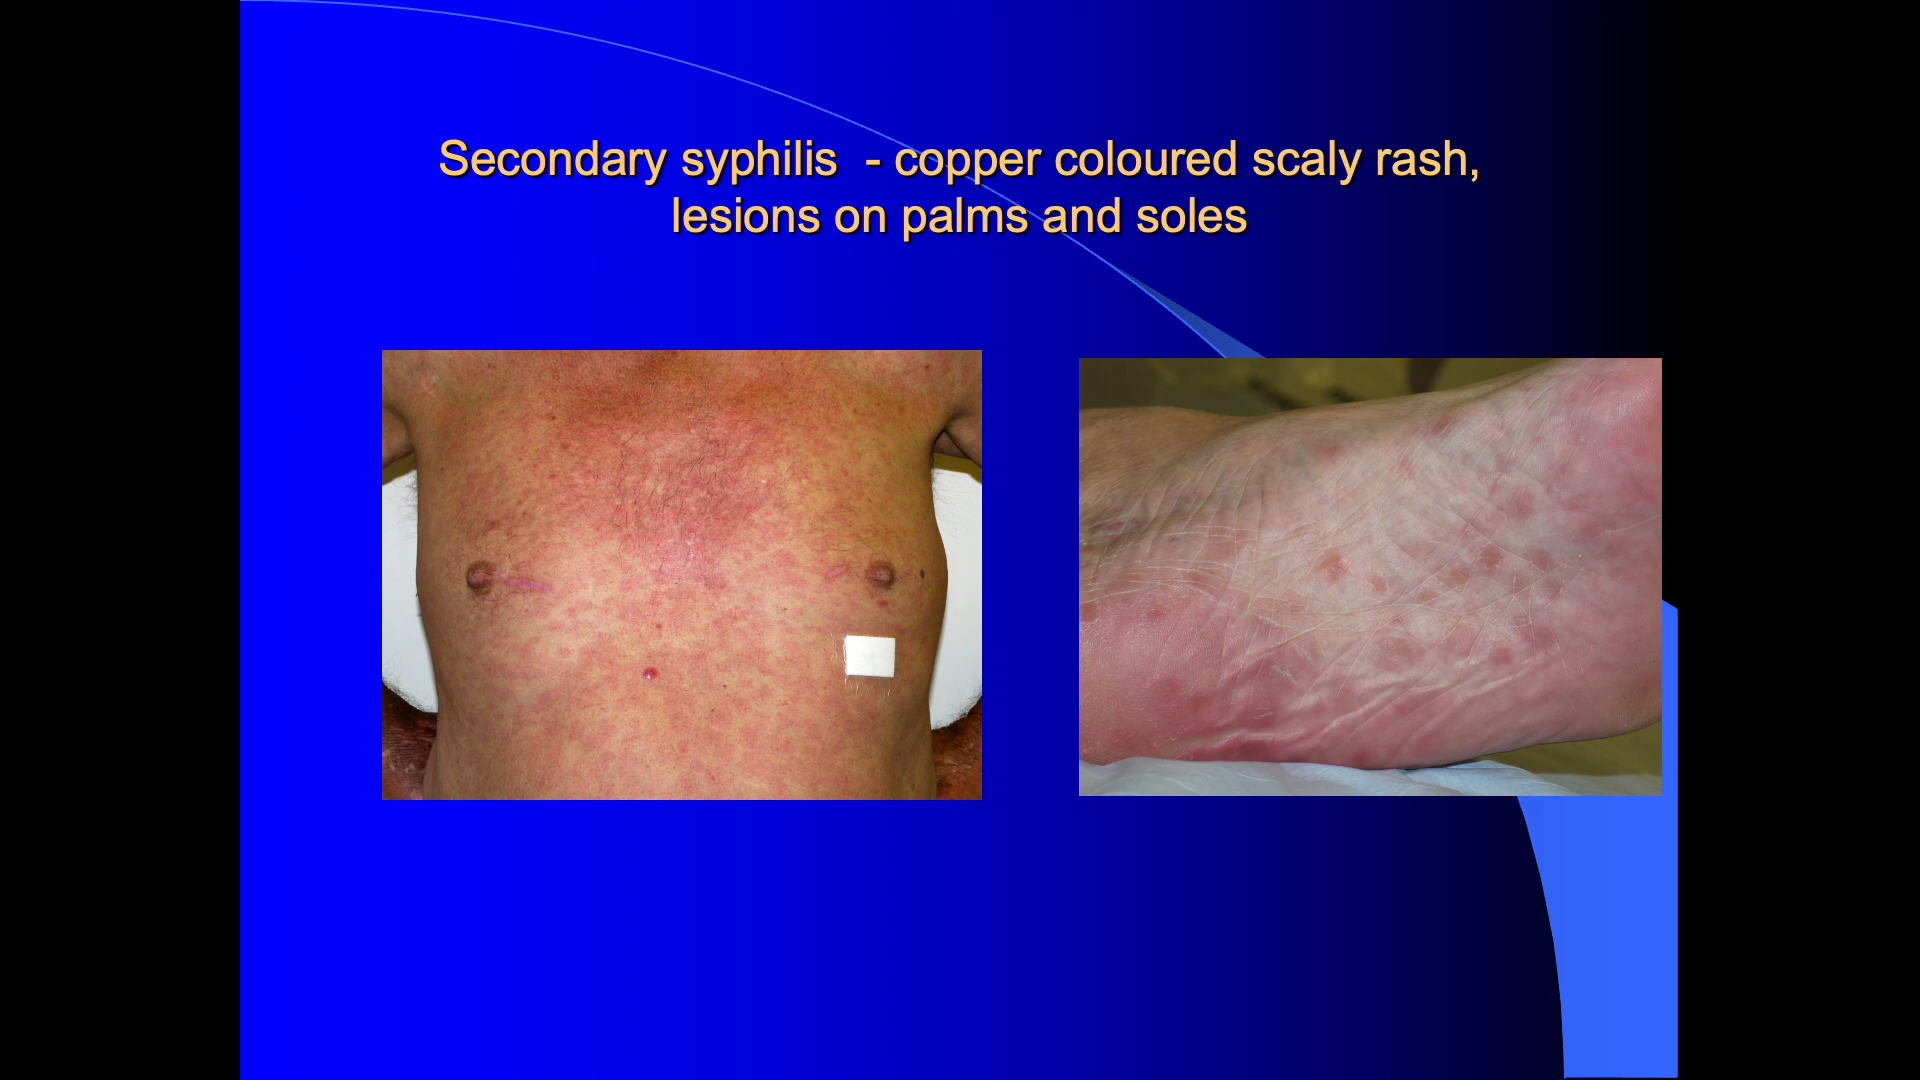 Secondary syphilis  - copper coloured scaly rash,
lesions on palms and soles